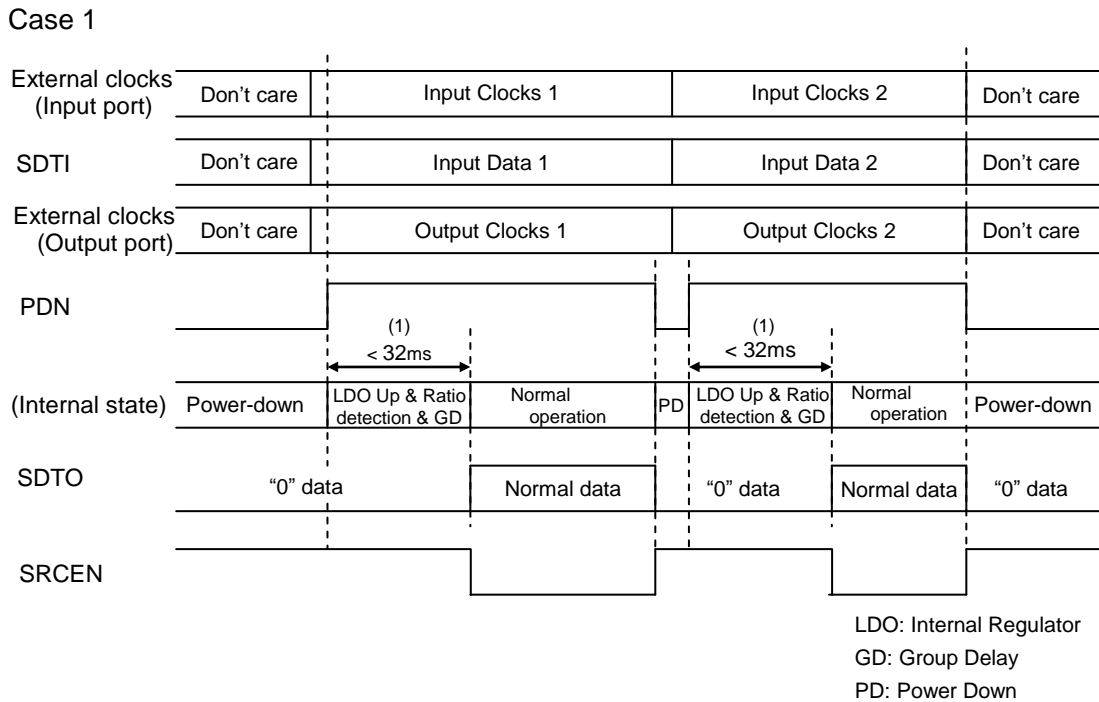 Case 1
External clocks
(Input port)
Don’t care
Input Clocks 1
Input Clocks 2
Don’t care
SDTI
Don’t care
Input Data 1
Input Data 2
Don’t care
External clocks
(Output port)
Don’t care
Output Clocks 1
Output Clocks 2
Don’t care
PDN
(1)
< 32ms
(1)
< 32ms
(Internal state)
Power-down
LDO Up & Ratio
detection & GD
Normal
operation
PD
LDO Up & Ratio
detection & GD
Normal
operation
Power-down
SDTO
“0” data
Normal data
“0” data
Normal data
“0” data
SRCEN
LDO: Internal Regulator
GD: Group Delay
PD: Power Down